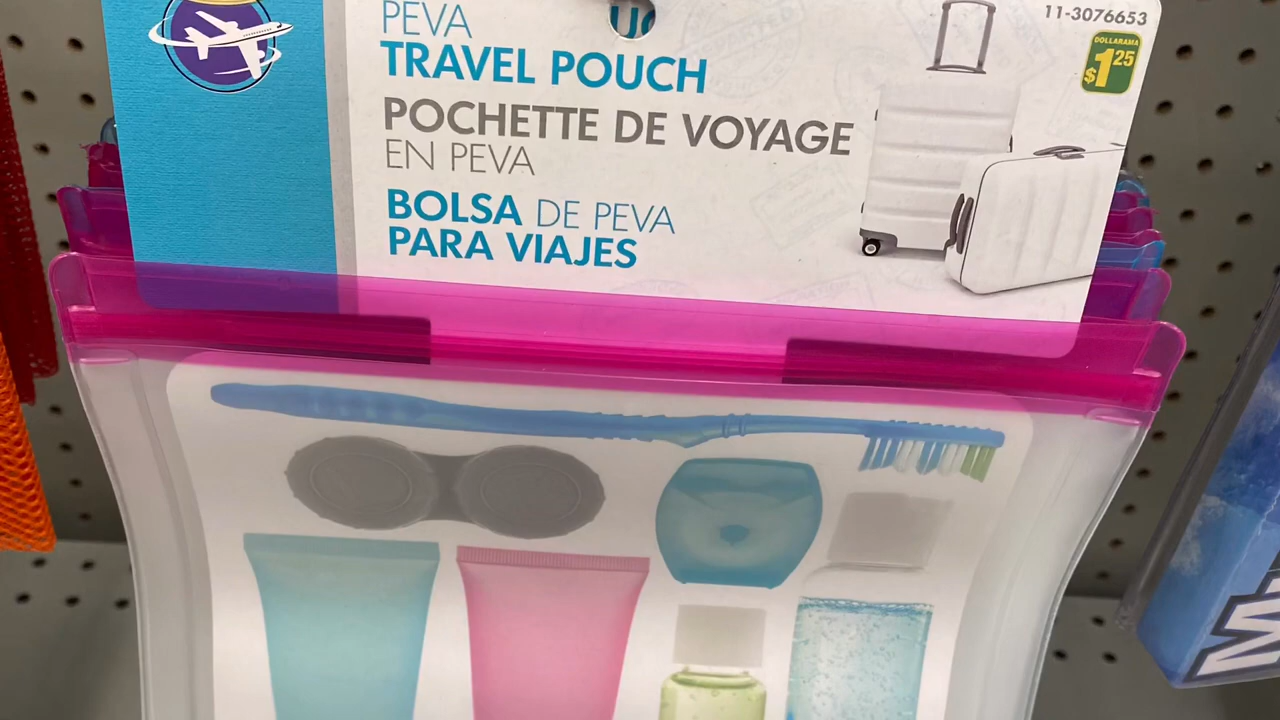 11-3076653
DOLLARAMA
$1.25
PEVA
TRAVEL POUCH
POCHETTE DE VOYAGE
EN PEVA
BOLSA DE PEVA
PARA VIAJES